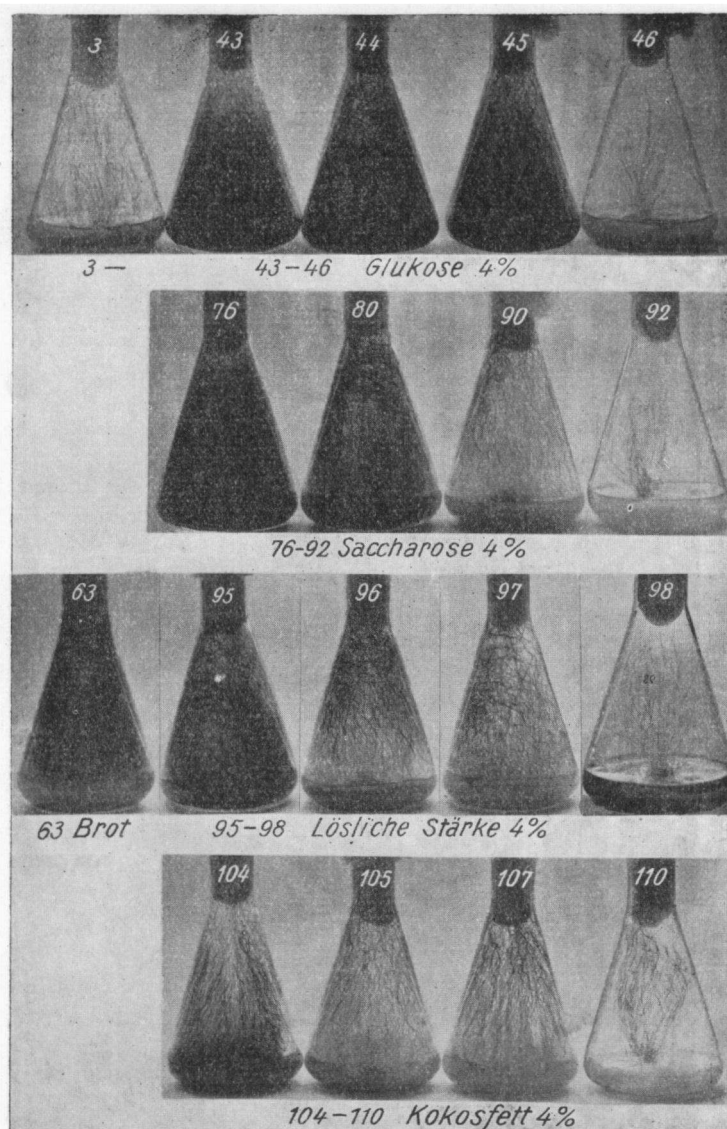 3 43 44 45 46
3 — 43-46 Glukose 4%
76 80 90 92
76-92 Saccharose 4%
63 95 96 97 98
63 Brot 95-98 Lösliche Stärke 4%
104 105 107 110
104-110 Kokosfett 4%